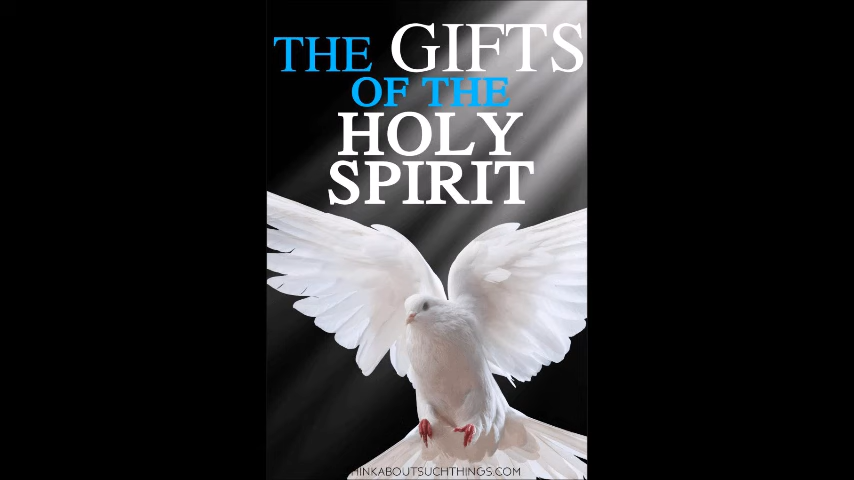 THE GIFTS
OF THE
HOLY
SPIRIT
HINKABOUTSUCHTHINGS.COM